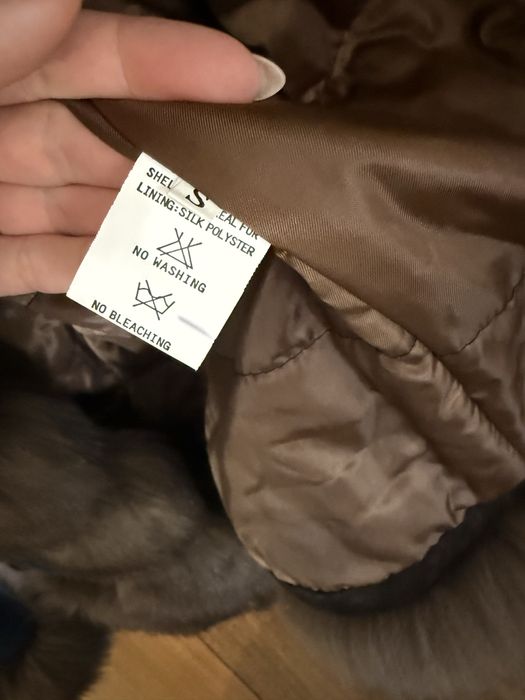 S
SHEL EAL FUR
LINING:SILK POLYSTER
NO WASHING
NO BLEACHING